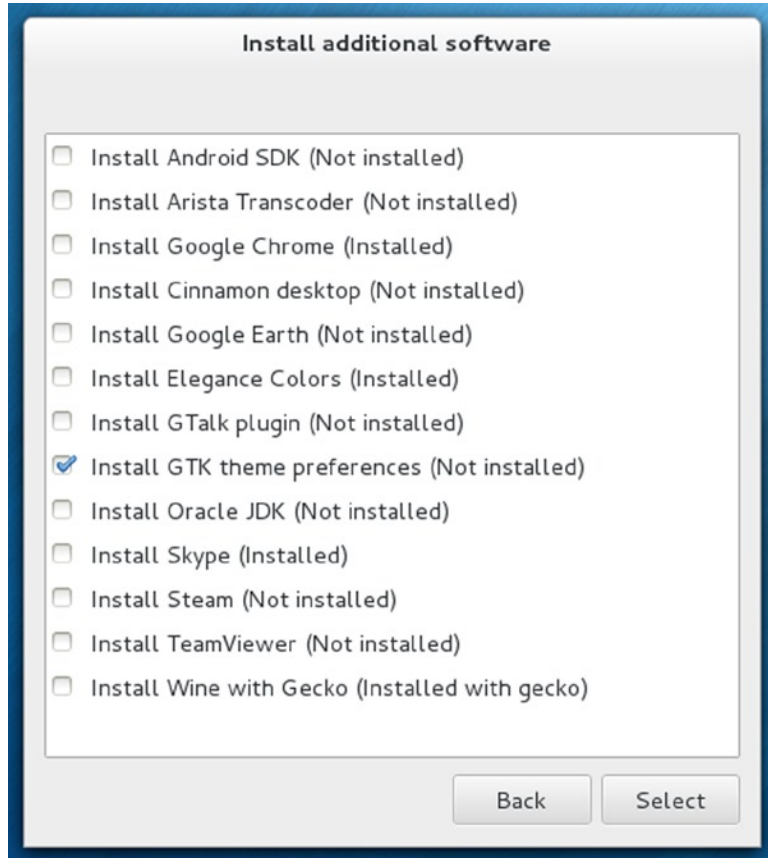 Install additional software
Install Android SDK (Not installed)
Install Arista Transcoder (Not installed)
Install Google Chrome (Installed)
Install Cinnamon desktop (Not installed)
Install Google Earth (Not installed)
Install Elegance Colors (Installed)
Install GTalk plugin (Not installed)
Install GTK theme preferences (Not installed)
Install Oracle JDK (Not installed)
Install Skype (Installed)
Install Steam (Not installed)
Install TeamViewer (Not installed)
Install Wine with Gecko (Installed with gecko)
Back
Select